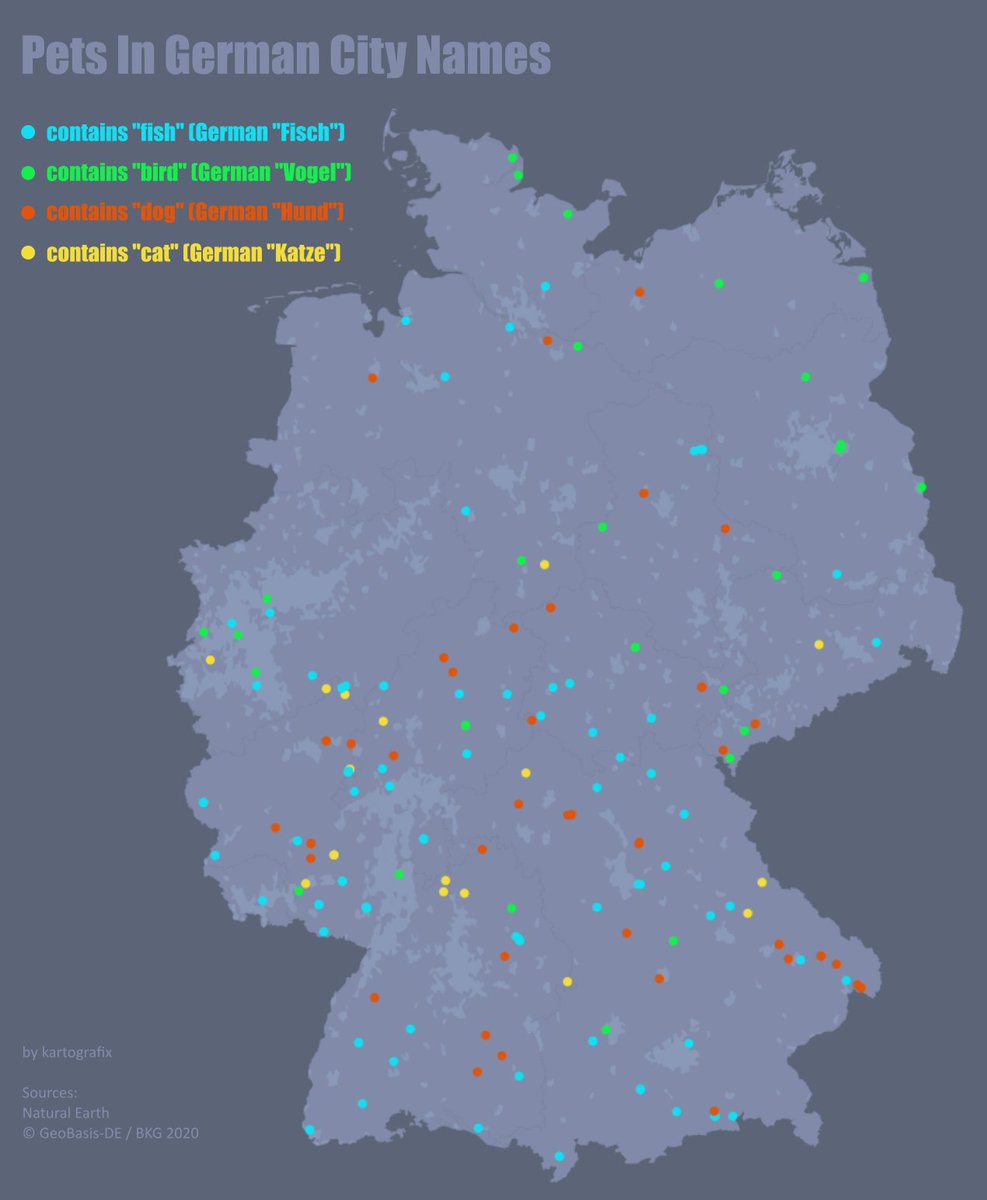 Pets In German City Names
contains "fish" (German "Fisch")
contains "bird" (German "Vogel")
contains "dog" (German "Hund")
contains "cat" (German "Katze")
by kartografix
Sources:
Natural Earth
© GeoBasis-DE / BKG 2020